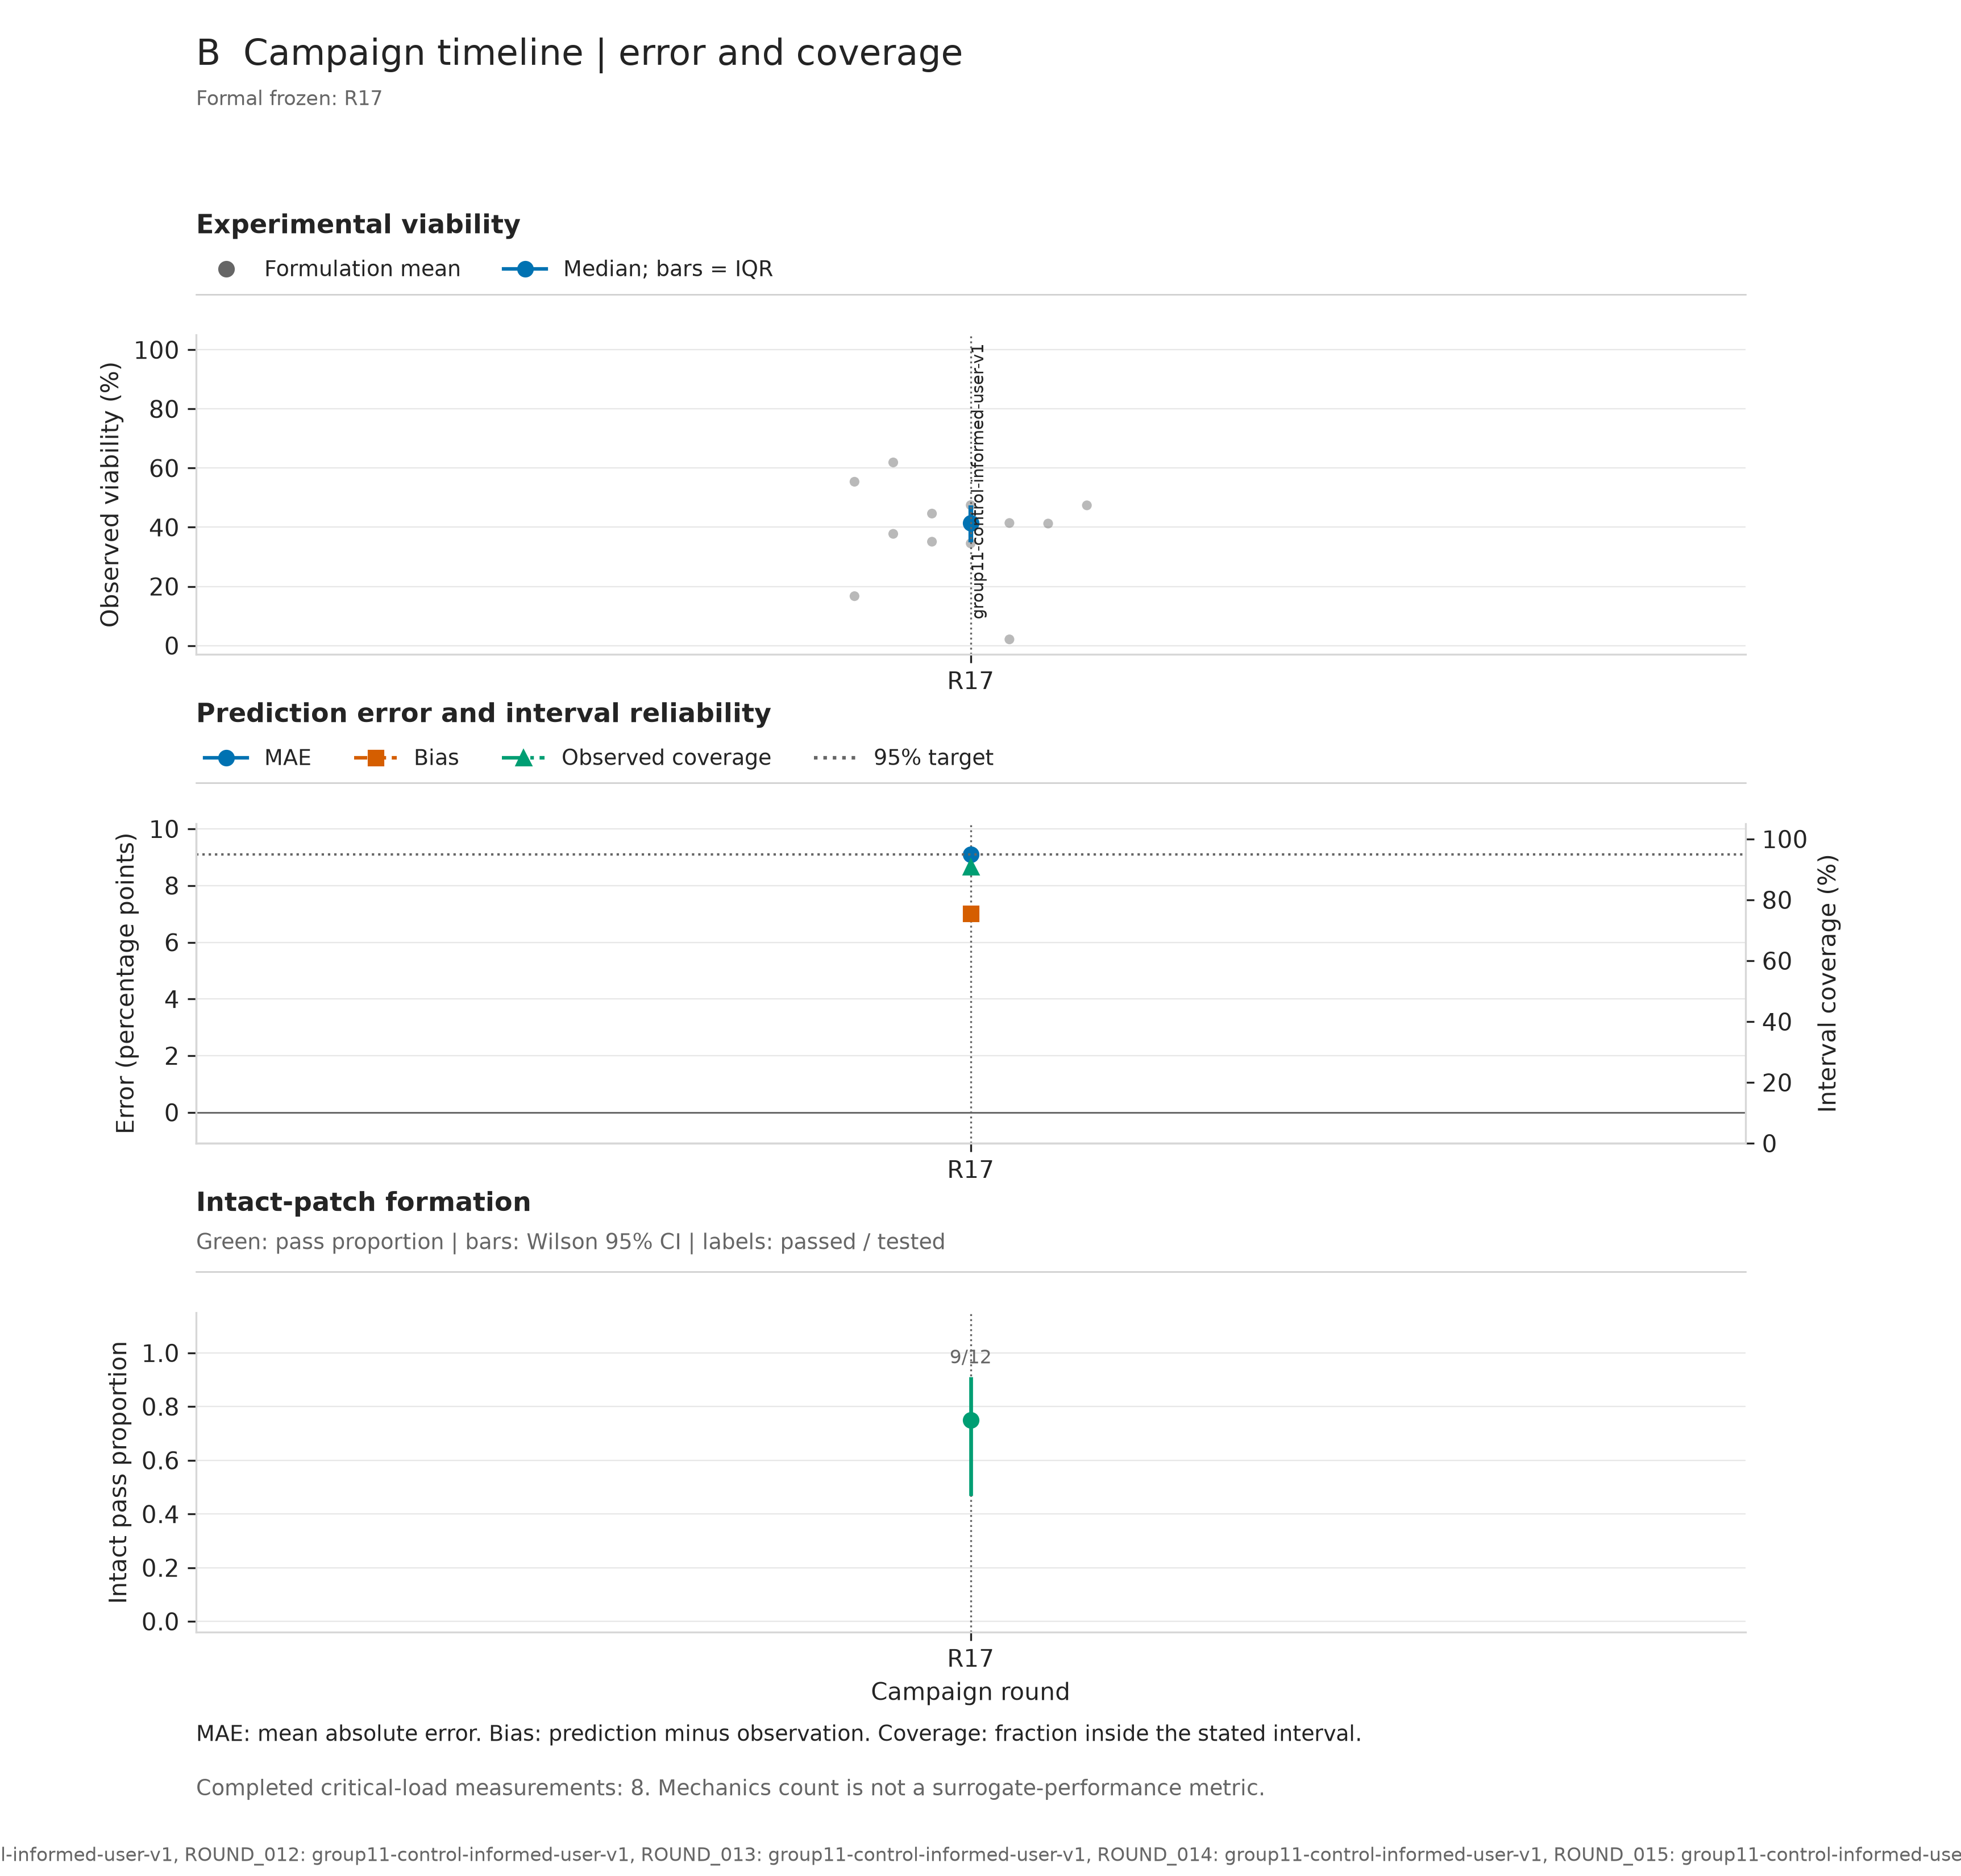 B Campaign timeline | error and coverage
Formal frozen: R17
Experimental viability
Formulation mean
Median; bars = IQR
100
80
60
40
20
0
Observed viability (%)
group11-control-informed-user-v1
R17
Prediction error and interval reliability
MAE
Bias
Observed coverage
95% target
10
8
6
4
2
0
Error (percentage points)
100
80
60
40
20
0
Interval coverage (%)
R17
Intact-patch formation
Green: pass proportion | bars: Wilson 95% CI | labels: passed / tested
1.0
0.8
0.6
0.4
0.2
0.0
Intact pass proportion
9/12
R17
Campaign round
MAE: mean absolute error. Bias: prediction minus observation. Coverage: fraction inside the stated interval.
Completed critical-load measurements: 8. Mechanics count is not a surrogate-performance metric.
l-informed-user-v1, ROUND_012: group11-control-informed-user-v1, ROUND_013: group11-control-informed-user-v1, ROUND_014: group11-control-informed-user-v1, ROUND_015: group11-control-informed-use